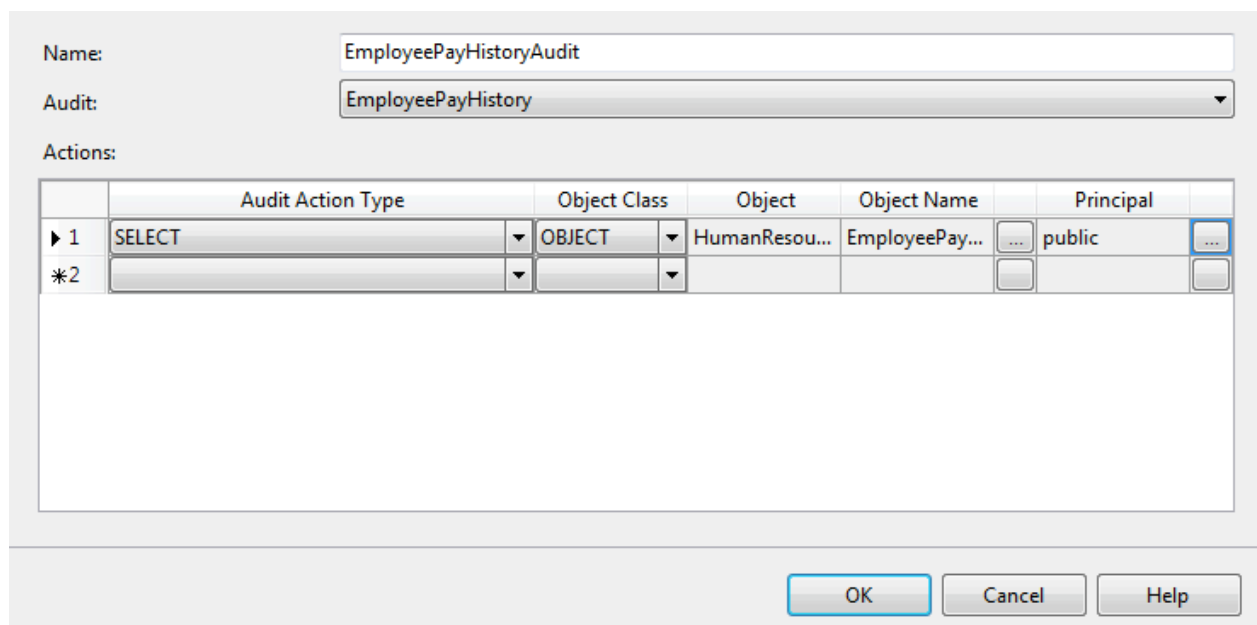 Name: EmployeePayHistoryAudit
Audit: EmployeePayHistory
Actions:
Audit Action Type Object Class Object Object Name Principal
1 SELECT OBJECT HumanResou... EmployeePay... ... public ...
*2
OK Cancel Help